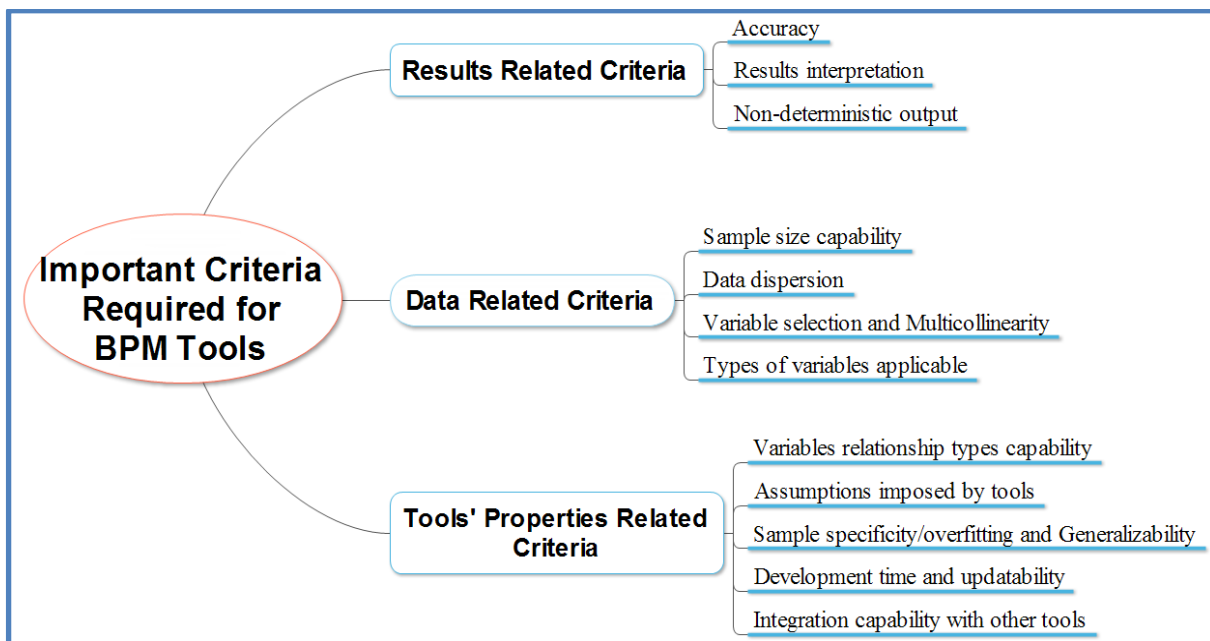 Important Criteria
Required for
BPM Tools
Results Related Criteria
Accuracy
Results interpretation
Non-deterministic output
Data Related Criteria
Sample size capability
Data dispersion
Variable selection and Multicollinearity
Types of variables applicable
Tools' Properties Related
Criteria
Variables relationship types capability
Assumptions imposed by tools
Sample specificity/overfitting and Generalizability
Development time and updatability
Integration capability with other tools